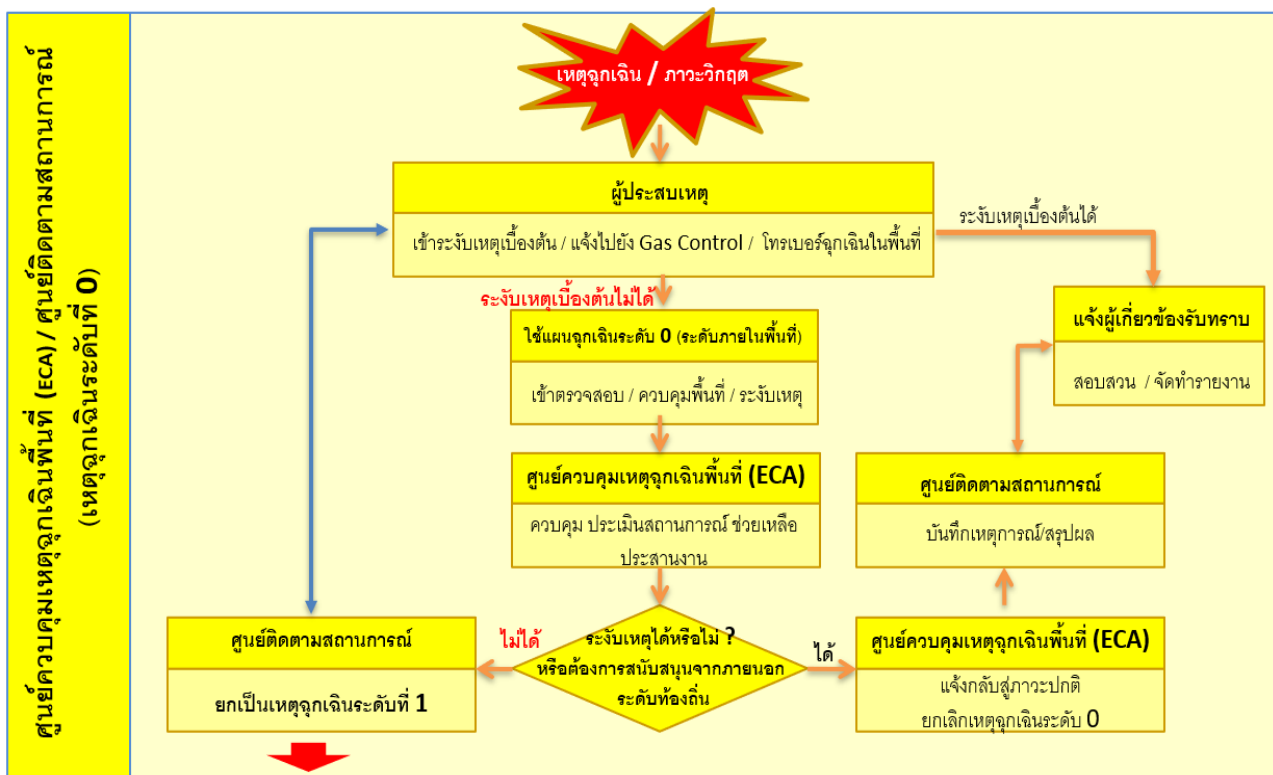 ศูนย์ควบคุมเหตุฉุกเฉินพื้นที่ (ECA) / ศูนย์ติดตามสถานการณ์
(เหตุฉุกเฉินระดับที่ 0)
เหตุฉุกเฉิน / ภาวะวิกฤต
ผู้ประสบเหตุ
เข้าระงับเหตุเบื้องต้น / แจ้งไปยัง Gas Control / โทรเบอร์ฉุกเฉินในพื้นที่
ระงับเหตุเบื้องต้นได้
ระงับเหตุเบื้องต้นไม่ได้
แจ้งผู้เกี่ยวข้องรับทราบ
สอบสวน / จัดทำรายงาน
ใช้แผนฉุกเฉินระดับ 0 (ระดับภายในพื้นที่)
เข้าตรวจสอบ / ควบคุมพื้นที่ / ระงับเหตุ
ศูนย์ควบคุมเหตุฉุกเฉินพื้นที่ (ECA)
ควบคุม ประเมินสถานการณ์ ช่วยเหลือ
ประสานงาน
ศูนย์ติดตามสถานการณ์
บันทึกเหตุการณ์/สรุปผล
ศูนย์ติดตามสถานการณ์
ยกเป็นเหตุฉุกเฉินระดับที่ 1
ไม่ได้
ระงับเหตุได้หรือไม่ ?
หรือต้องการสนับสนุนจากภายนอก
ระดับท้องถิ่น
ได้
ศูนย์ควบคุมเหตุฉุกเฉินพื้นที่ (ECA)
แจ้งกลับสู่ภาวะปกติ
ยกเลิกเหตุฉุกเฉินระดับ 0